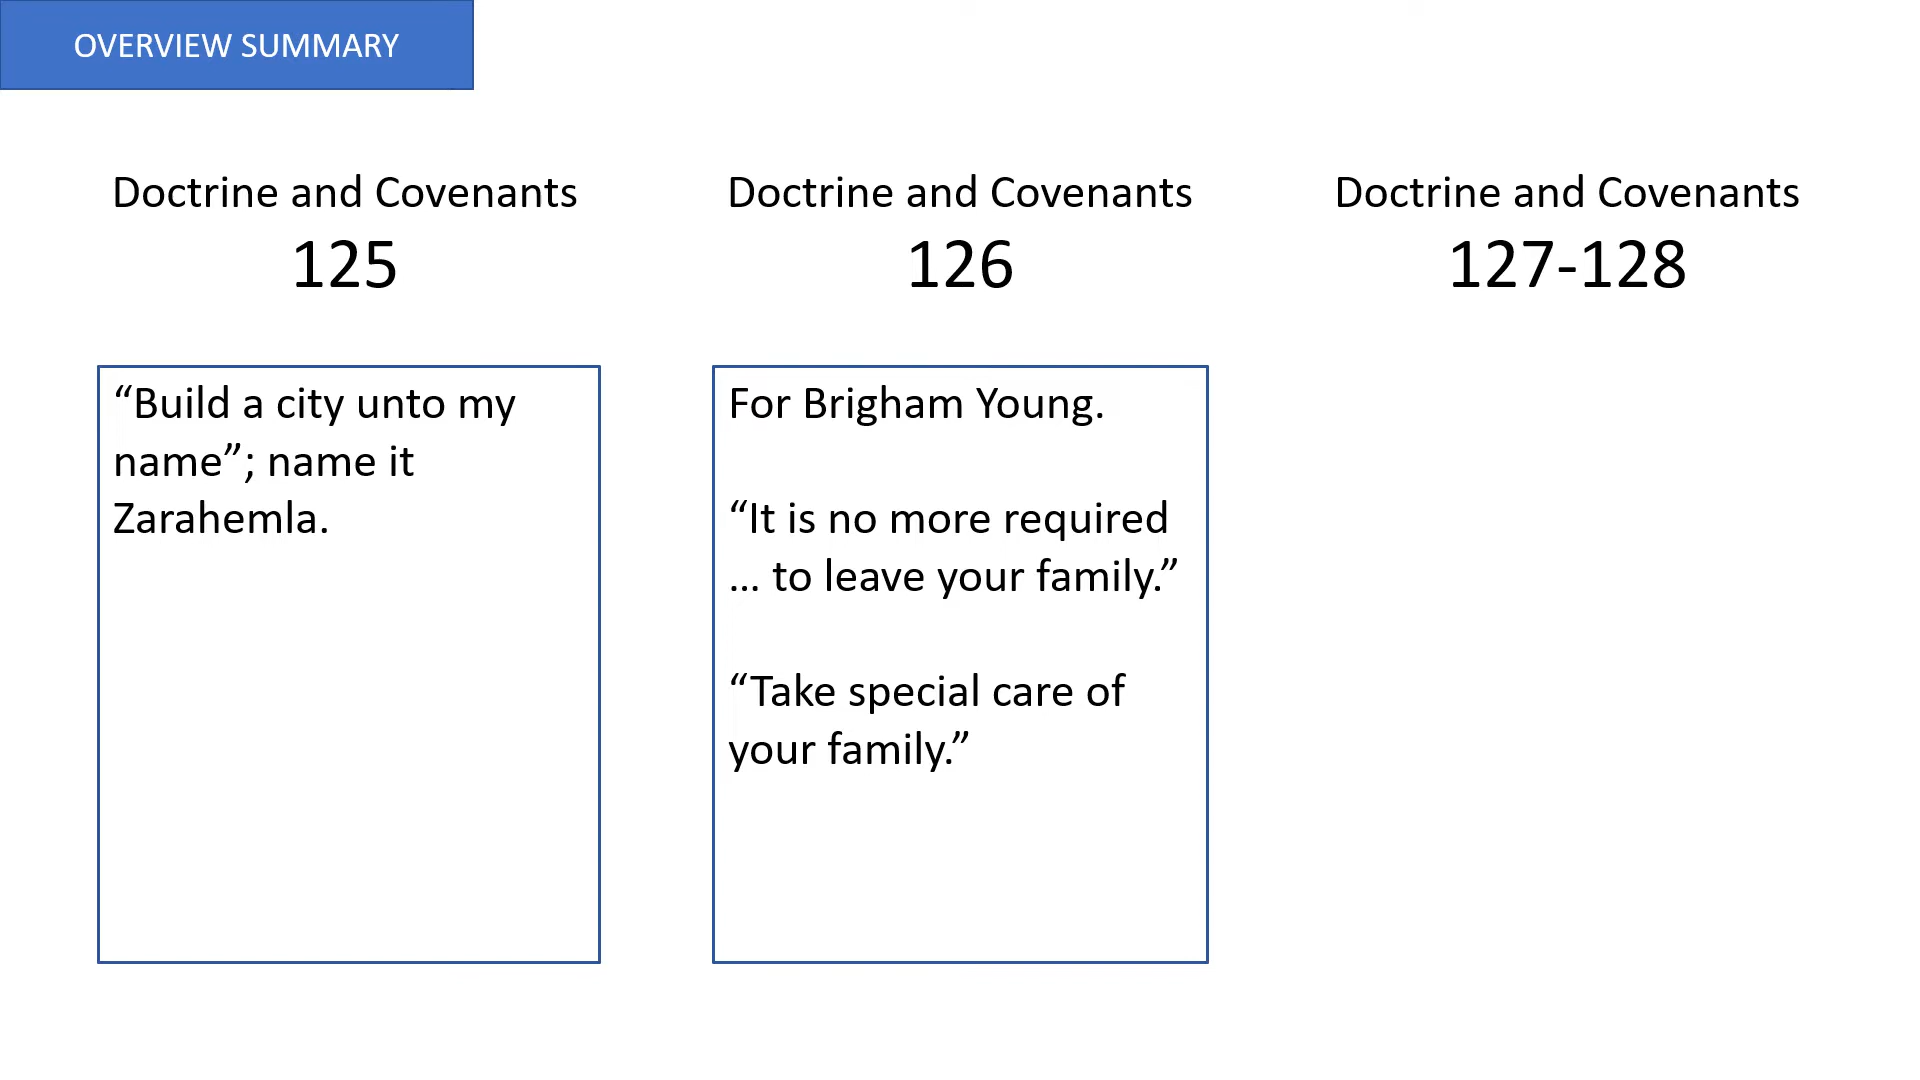 OVERVIEW SUMMARY
Doctrine and Covenants
125
“Build a city unto my
name”; name it
Zarahemla.
Doctrine and Covenants
126
For Brigham Young.
“It is no more required
… to leave your family.”
“Take special care of
your family.”
Doctrine and Covenants
127-128